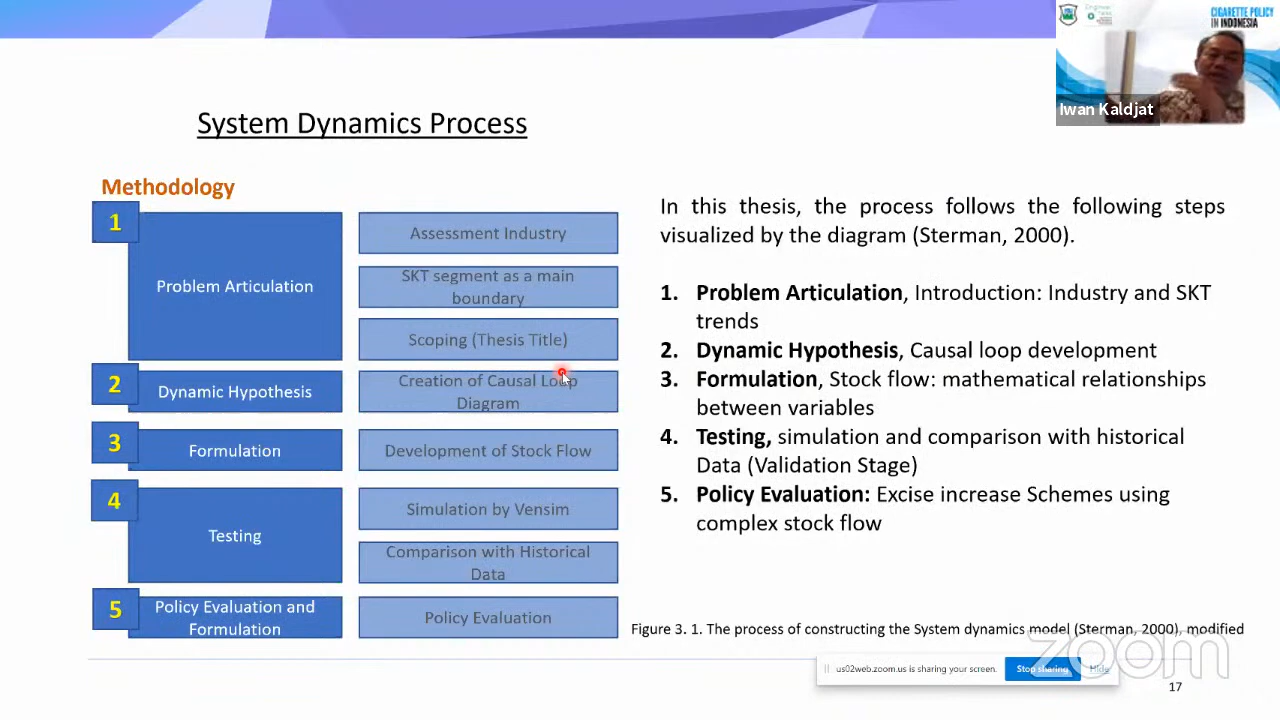 CIGARETTE POLICY
IN INDONESIA
Iwan Kaldjat
System Dynamics Process
Methodology
1
Problem Articulation
Assessment Industry
SKT segment as a main
boundary
Scoping (Thesis Title)
2
Dynamic Hypothesis
Creation of Causal Loop
Diagram
3
Formulation
Development of Stock Flow
4
Testing
Simulation by Vensim
Comparison with Historical
Data
5
Policy Evaluation and
Formulation
Policy Evaluation
In this thesis, the process follows the following steps
visualized by the diagram (Sterman, 2000).
1. Problem Articulation, Introduction: Industry and SKT
trends
2. Dynamic Hypothesis, Causal loop development
3. Formulation, Stock flow: mathematical relationships
between variables
4. Testing, simulation and comparison with historical
Data (Validation Stage)
5. Policy Evaluation: Excise increase Schemes using
complex stock flow
Figure 3. 1. The process of constructing the System dynamics model (Sterman, 2000), modified
zoom
us02web.zoom.us is sharing your screen.
Stop sharing
Hide
17